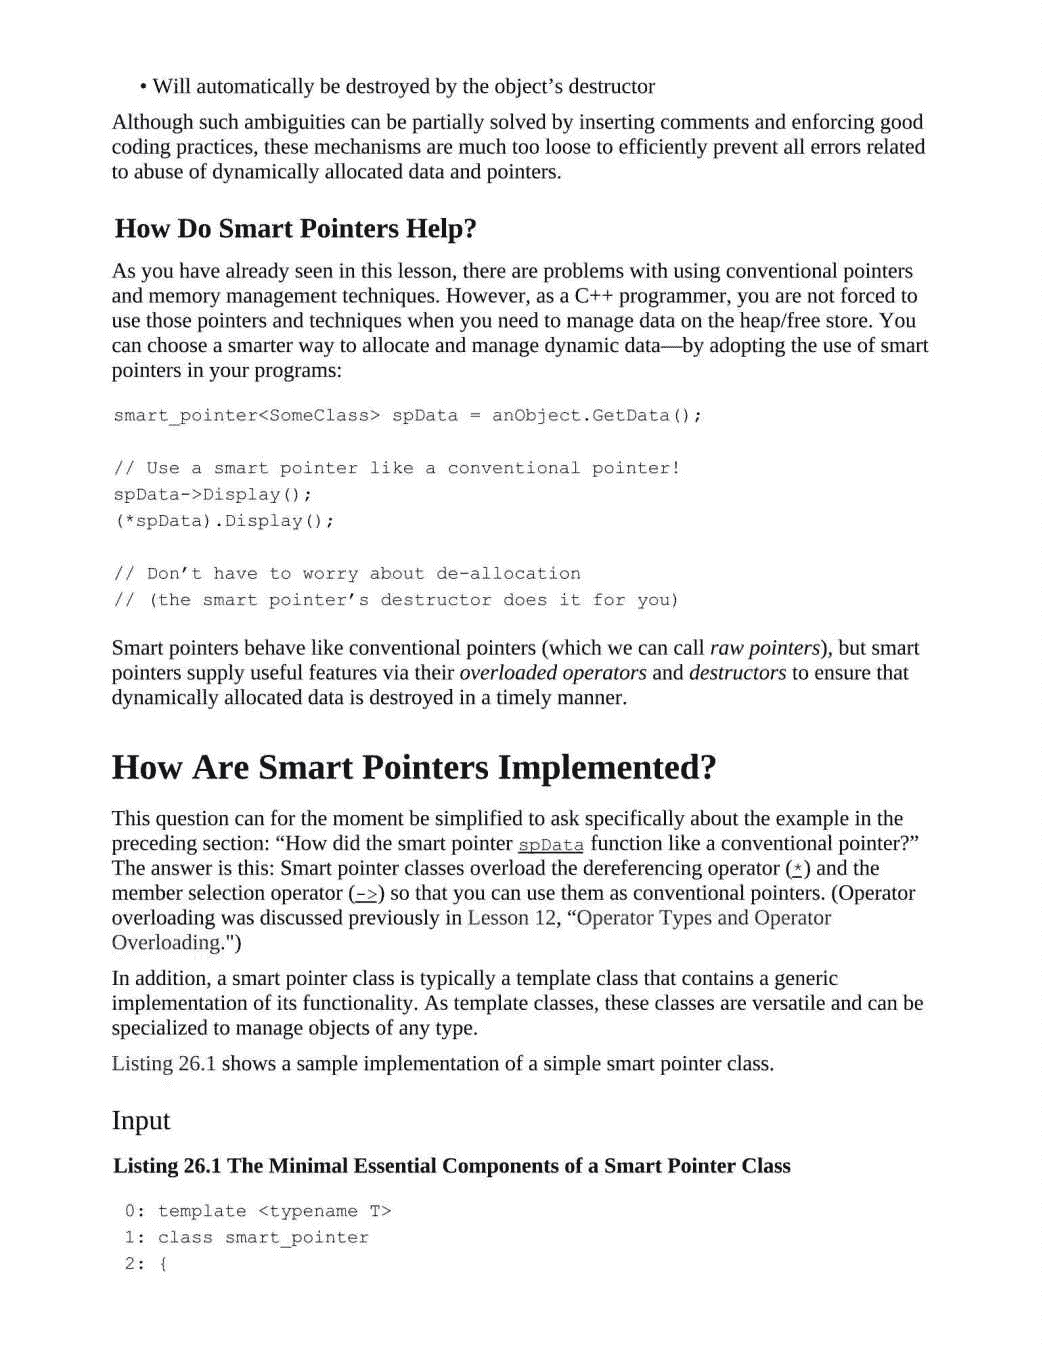 • Will automatically be destroyed by the object’s destructor
Although such ambiguities can be partially solved by inserting comments and enforcing good
coding practices, these mechanisms are much too loose to efficiently prevent all errors related
to abuse of dynamically allocated data and pointers.
How Do Smart Pointers Help?
As you have already seen in this lesson, there are problems with using conventional pointers
and memory management techniques. However, as a C++ programmer, you are not forced to
use those pointers and techniques when you need to manage data on the heap/free store. You
can choose a smarter way to allocate and manage dynamic data—by adopting the use of smart
pointers in your programs:
smart_pointer<SomeClass> spData = anObject.GetData();
// Use a smart pointer like a conventional pointer!
spData->Display();
(*spData).Display();
// Don’t have to worry about de-allocation
// (the smart pointer’s destructor does it for you)
Smart pointers behave like conventional pointers (which we can call raw pointers), but smart
pointers supply useful features via their overloaded operators and destructors to ensure that
dynamically allocated data is destroyed in a timely manner.
How Are Smart Pointers Implemented?
This question can for the moment be simplified to ask specifically about the example in the
preceding section: “How did the smart pointer spData function like a conventional pointer?”
The answer is this: Smart pointer classes overload the dereferencing operator (*) and the
member selection operator (->) so that you can use them as conventional pointers. (Operator
overloading was discussed previously in Lesson 12, “Operator Types and Operator
Overloading.")
In addition, a smart pointer class is typically a template class that contains a generic
implementation of its functionality. As template classes, these classes are versatile and can be
specialized to manage objects of any type.
Listing 26.1 shows a sample implementation of a simple smart pointer class.
Input
Listing 26.1 The Minimal Essential Components of a Smart Pointer Class
0: template <typename T>
1: class smart_pointer
2: {